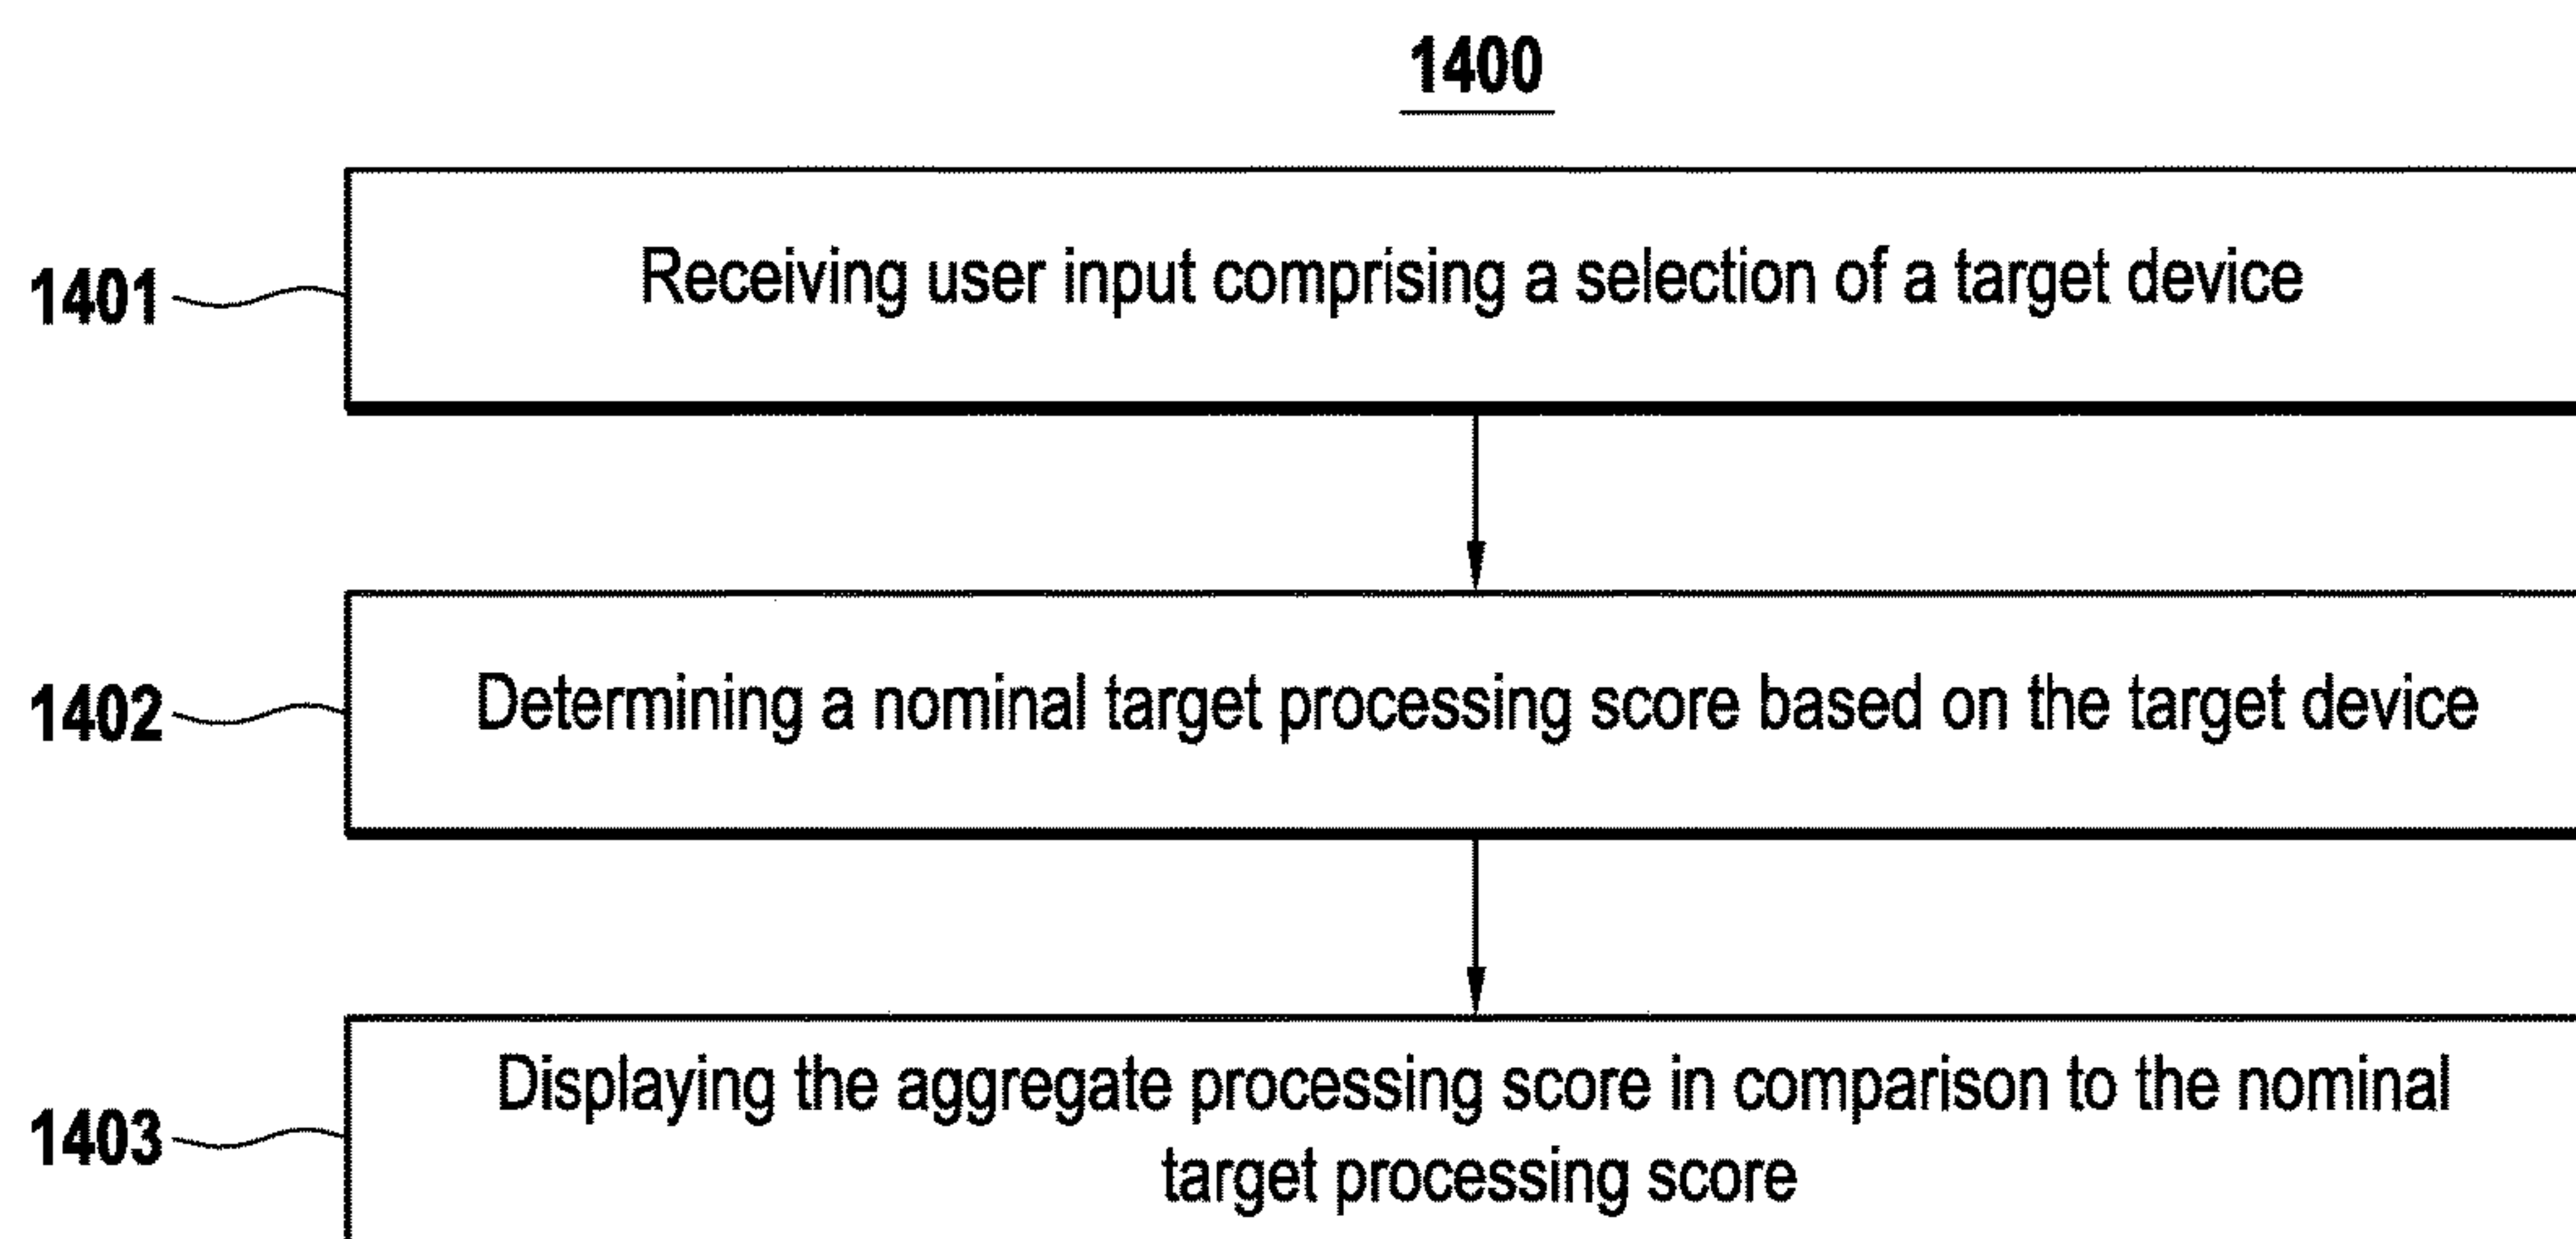 1400
1401
Receiving user input comprising a selection of a target device
1402
Determining a nominal target processing score based on the target device
1403
Displaying the aggregate processing score in comparison to the nominal
target processing score